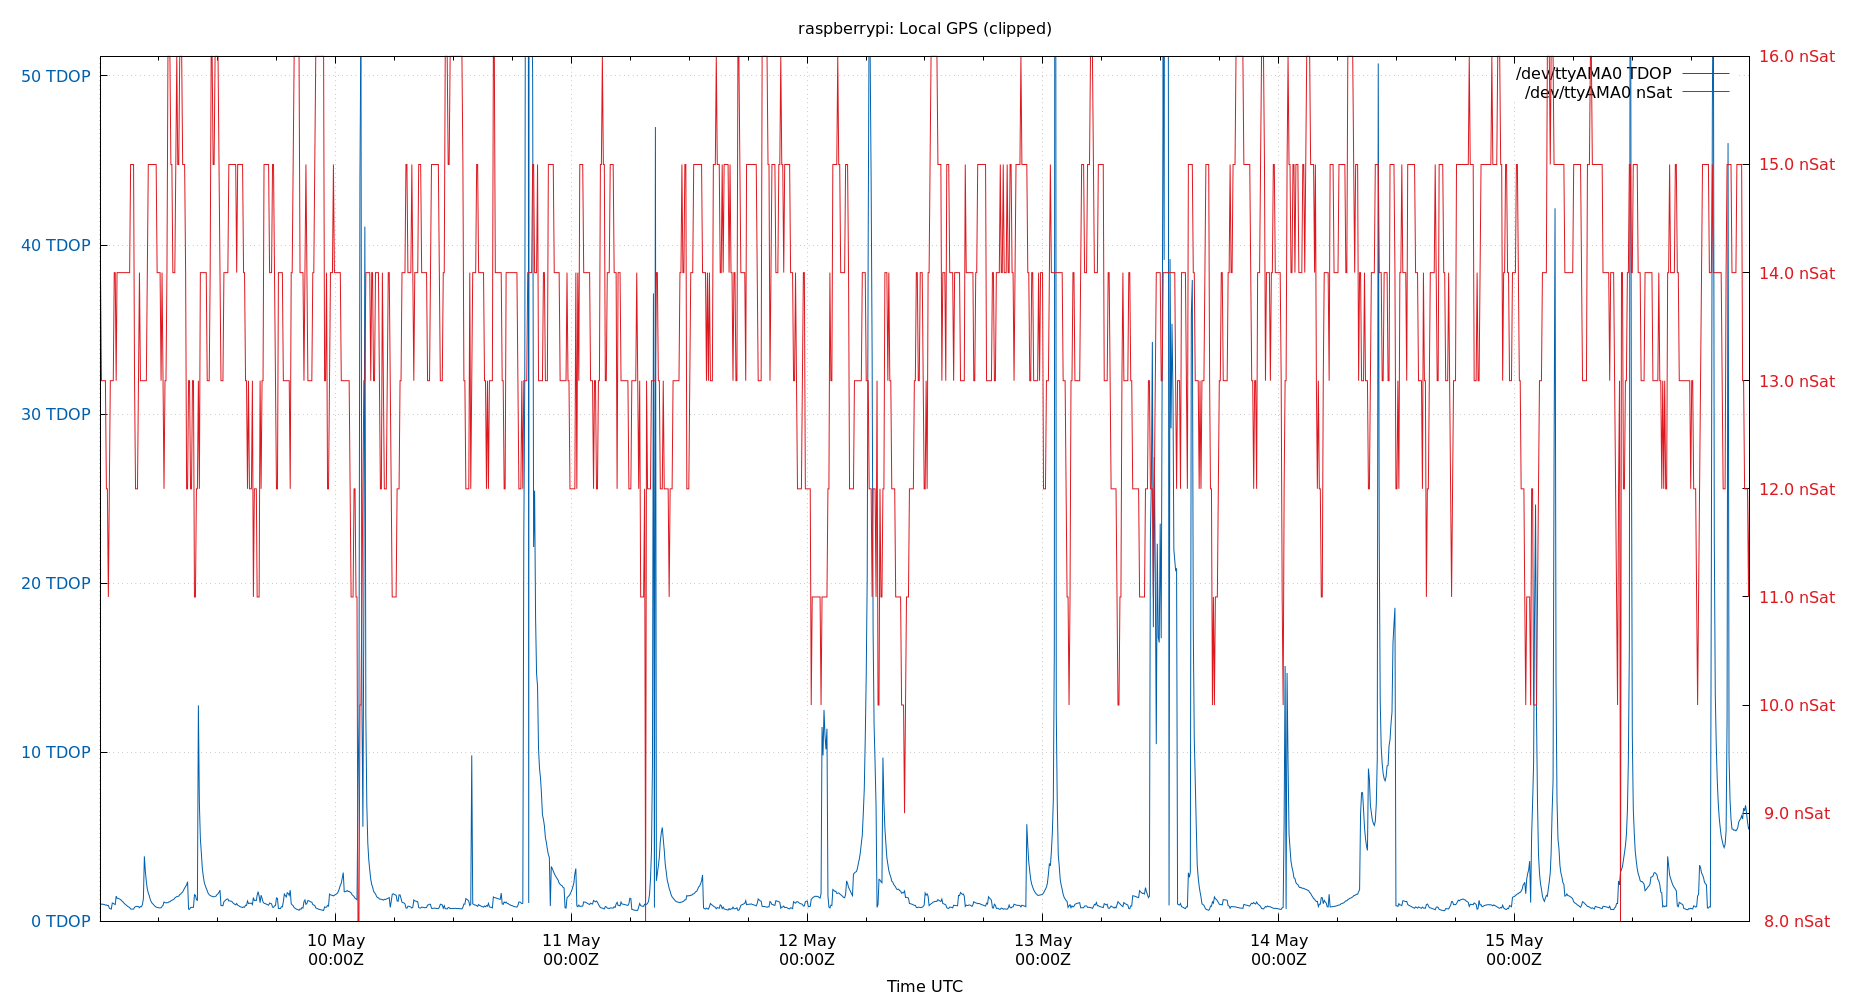 raspberrypi: Local GPS (clipped)
50 TDOP
40 TDOP
30 TDOP
20 TDOP
10 TDOP
0 TDOP
/dev/ttyAMA0 TDOP
/dev/ttyAMA0 nSat
16.0 nSat
15.0 nSat
14.0 nSat
13.0 nSat
12.0 nSat
11.0 nSat
10.0 nSat
9.0 nSat
8.0 nSat
10 May
00:00Z
11 May
00:00Z
12 May
00:00Z
13 May
00:00Z
14 May
00:00Z
15 May
00:00Z
Time UTC